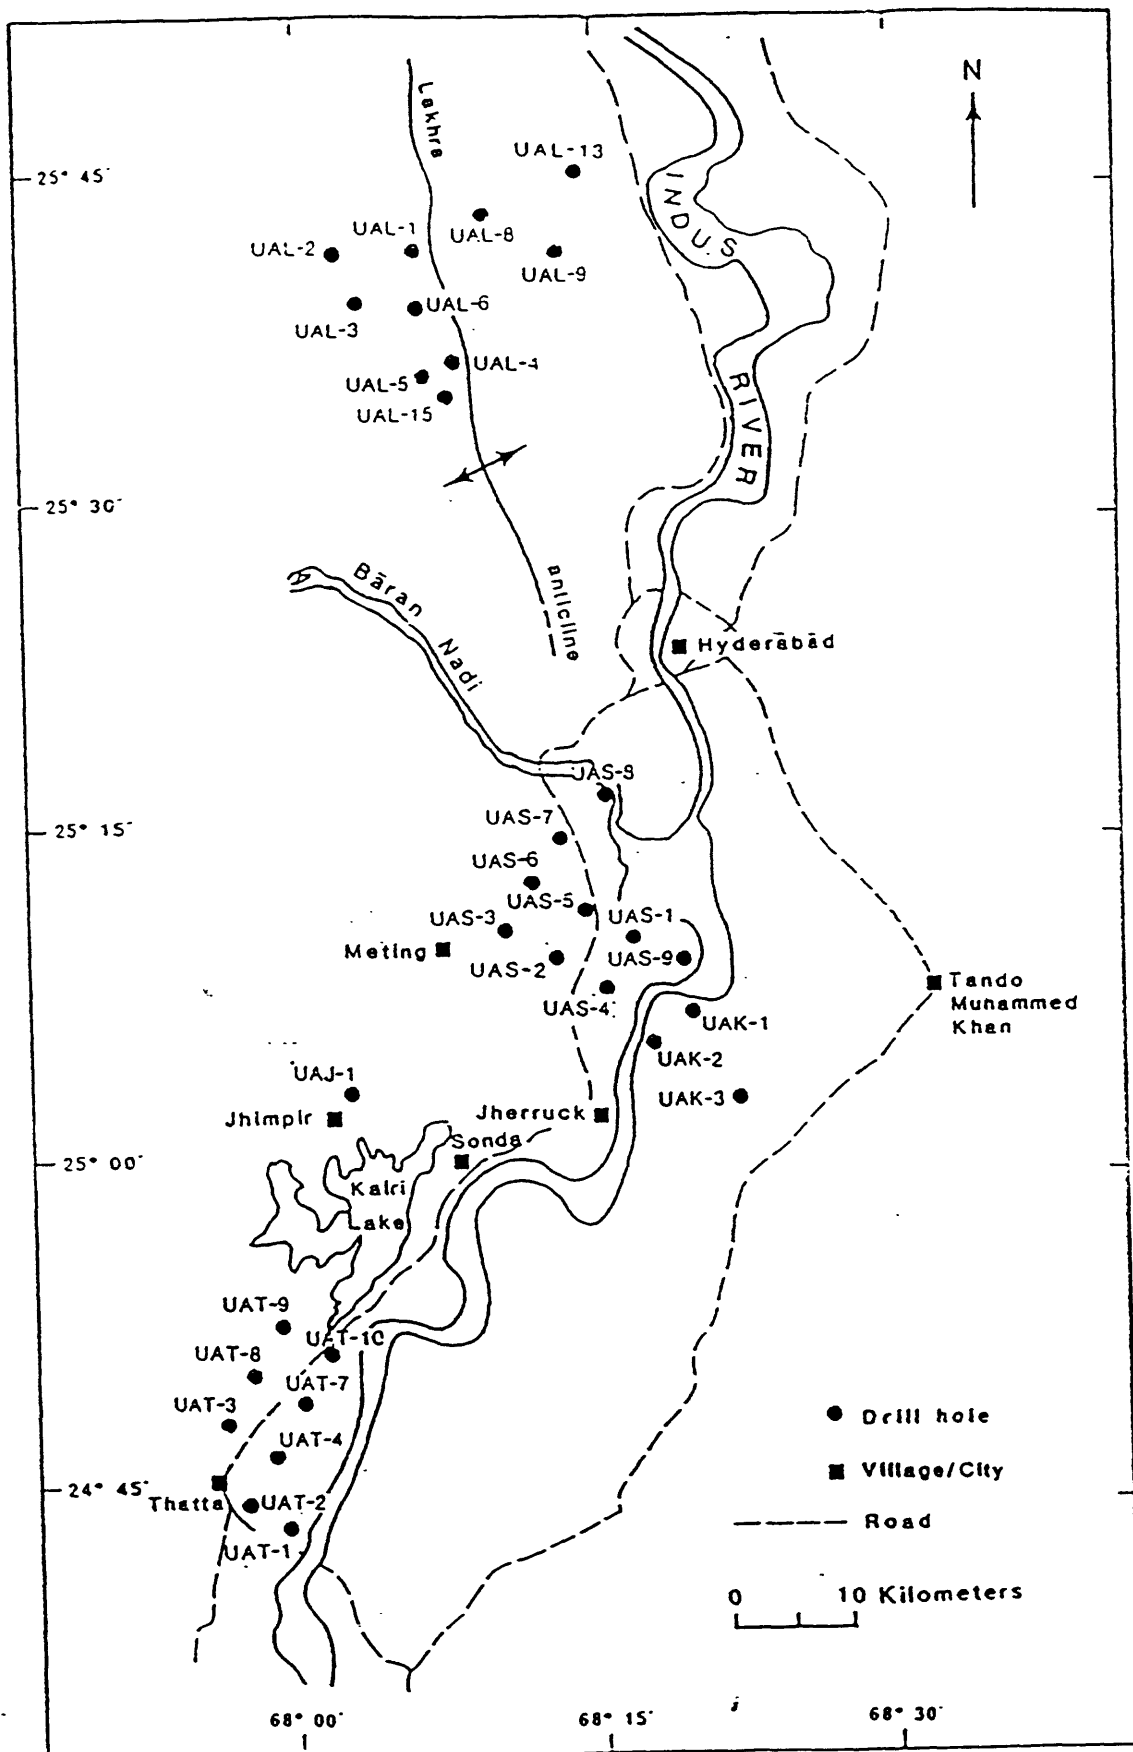 N
Lakhra
UAL-13
25° 45'
INDUS
UAL-1
UAL-8
UAL-2
UAL-9
UAL-6
UAL-3
UAL-4
UAL-5
RIVER
UAL-15
25° 30'
Bāran
Nadi
anticline
Hyderābād
UAS-8
UAS-7
25° 15'
UAS-6
UAS-5
UAS-3
UAS-1
Meting
UAS-2
UAS-9
Tando
Muhammed
Khan
UAS-4
UAK-1
UAK-2
UAJ-1
UAK-3
Jhimpir
Jherruck
Sonda
25° 00'
Kalri
Lake
UAT-9
UAT-10
UAT-8
UAT-7
UAT-3
UAT-4
Drill hole
Village/City
24° 45'
Thatta
UAT-2
Road
UAT-1
0 10 Kilometers
68° 00'
68° 15'
68° 30'